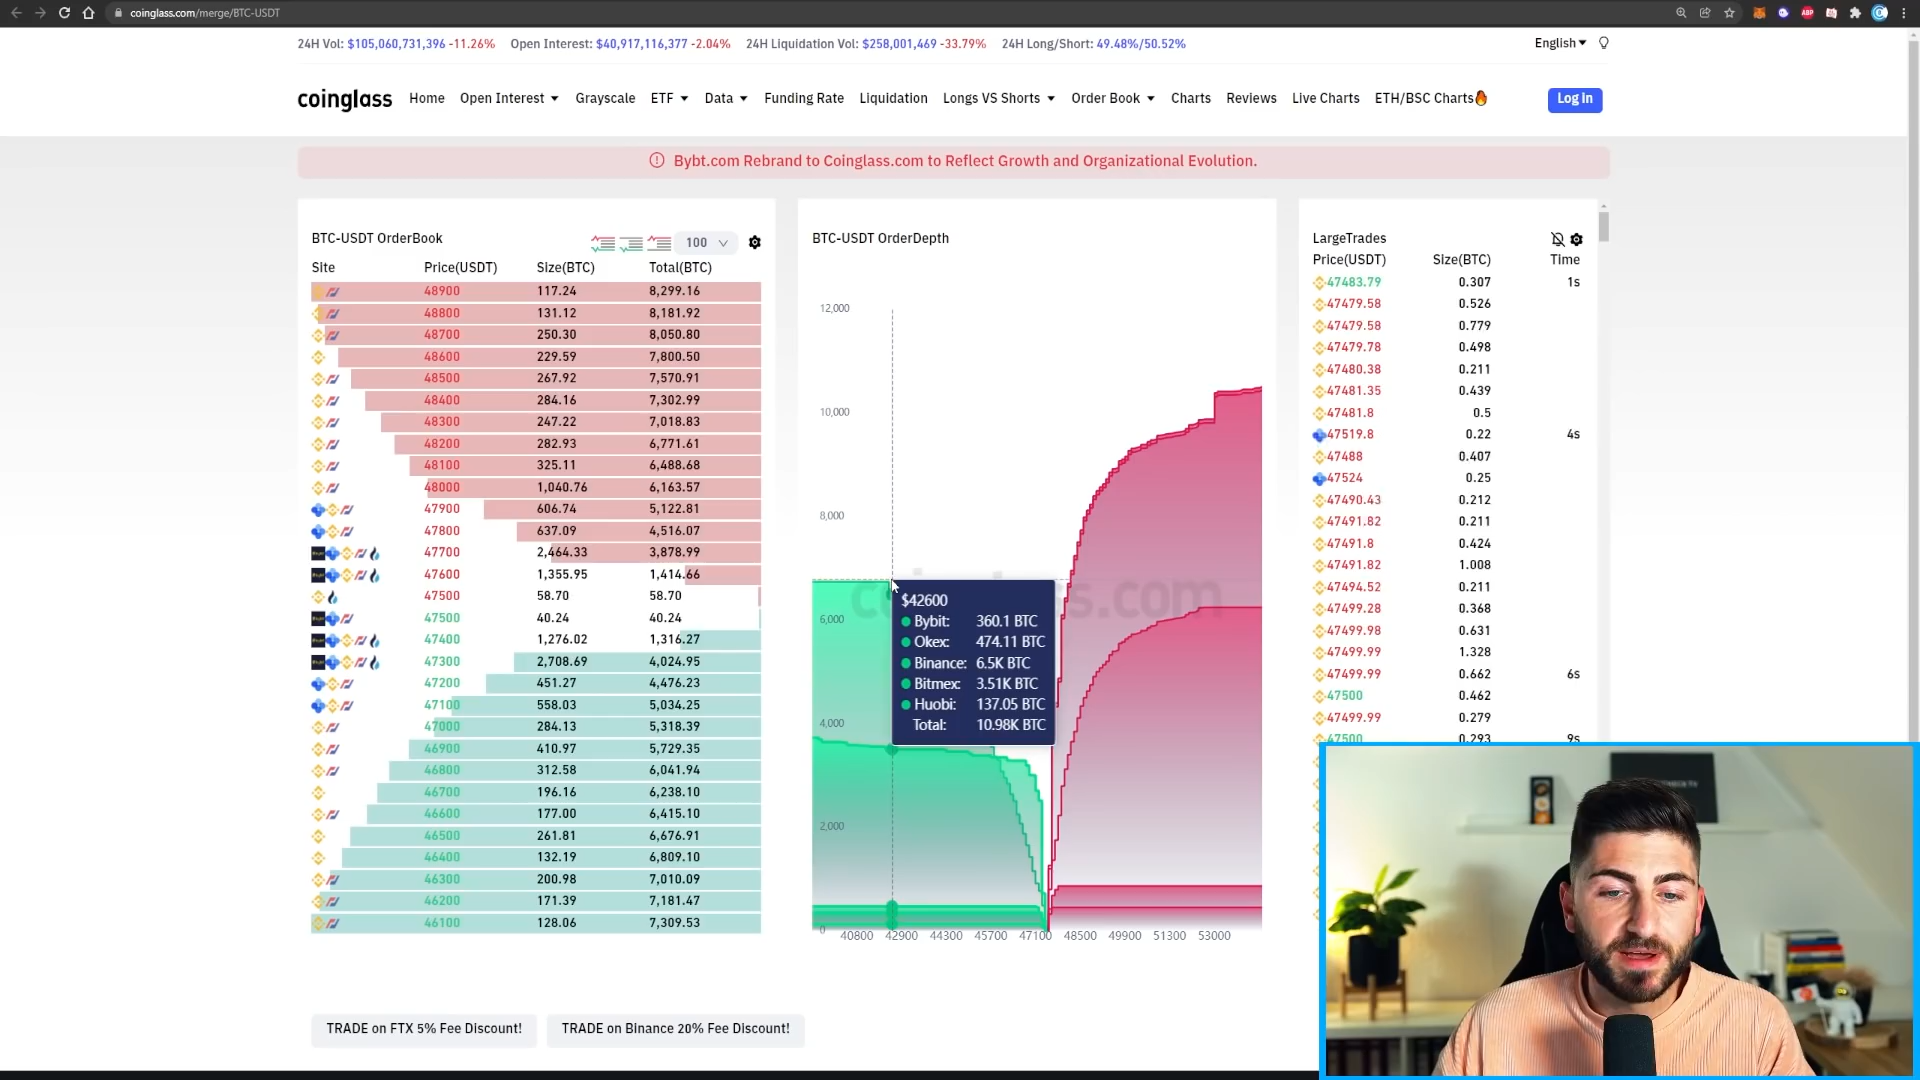 coinglass.com/merge/BTC-USDT
24H Vol: $105,060,731,396 -11.26% Open Interest: $40,917,116,377 -2.04% 24H Liquidation Vol: $258,001,469 -33.79% 24H Long/Short: 49.48%/50.52% English
coinglass Home Open Interest Grayscale ETF Data Funding Rate Liquidation Longs VS Shorts Order Book Charts Reviews Live Charts ETH/BSC Charts Log in
Bybt.com Rebrand to Coinglass.com to Reflect Growth and Organizational Evolution.
BTC-USDT OrderBook 100
Site Price(USDT) Size(BTC) Total(BTC)
48900 117.24 8,299.16
48800 131.12 8,181.92
48700 250.30 8,050.80
48600 229.59 7,800.50
48500 267.92 7,570.91
48400 284.16 7,302.99
48300 247.22 7,018.83
48200 282.93 6,771.61
48100 325.11 6,488.68
48000 1,040.76 6,163.57
47900 606.74 5,122.81
47800 637.09 4,516.07
47700 2,464.33 3,878.99
47600 1,355.95 1,414.66
47500 58.70 58.70
47500 40.24 40.24
47400 1,276.02 1,316.27
47300 2,708.69 4,024.95
47200 451.27 4,476.23
47100 558.03 5,034.25
47000 284.13 5,318.39
46900 410.97 5,729.35
46800 312.58 6,041.94
46700 196.16 6,238.10
46600 177.00 6,415.10
46500 261.81 6,676.91
46400 132.19 6,809.10
46300 200.98 7,010.09
46200 171.39 7,181.47
46100 128.06 7,309.53
TRADE on FTX 5% Fee Discount! TRADE on Binance 20% Fee Discount!
BTC-USDT OrderDepth
12,000
10,000
8,000
6,000
4,000
2,000
0
$42600
Bybit: 360.1 BTC
Okex: 474.11 BTC
Binance: 6.5K BTC
Bitmex: 3.51K BTC
Huobi: 137.05 BTC
Total: 10.98K BTC
40800 42900 44300 45700 47100 48500 49900 51300 53000
LargeTrades
Price(USDT) Size(BTC) Time
47483.79 0.307 1s
47479.58 0.526
47479.58 0.779
47479.78 0.498
47480.38 0.211
47481.35 0.439
47481.8 0.5
47519.8 0.22 4s
47488 0.407
47524 0.25
47490.43 0.212
47491.82 0.211
47491.8 0.424
47491.82 1.008
47494.52 0.211
47499.28 0.368
47499.98 0.631
47499.99 1.328
47499.99 0.662 6s
47500 0.462
47499.99 0.279
47500 0.293 9s